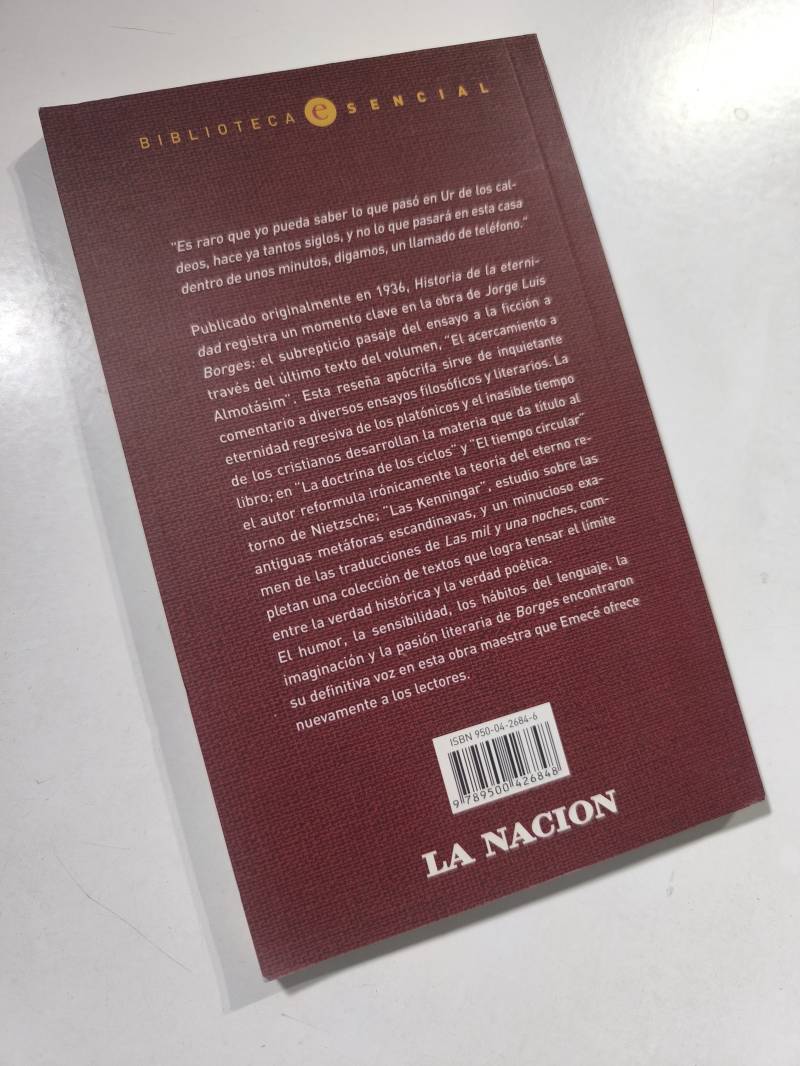 BIBLIOTECA eSENCIAL
"Es raro que yo pueda saber lo que pasó en Ur de los cal-
deos, hace ya tantos siglos, y no lo que pasará en esta casa
dentro de unos minutos, digamos, un llamado de teléfono."
Publicado originalmente en 1936, Historia de la eterni-
dad registra un momento clave en la obra de Jorge Luis
Borges: el subrepticio pasaje del ensayo a la ficción a
través del último texto del volumen, "El acercamiento a
Almotásim". Esta reseña apócrifa sirve de inquietante
comentario a diversos ensayos filosóficos y literarios. La
eternidad regresiva de los platónicos y el inasible tiempo
de los cristianos desarrollan la materia que da título al
libro; en "La doctrina de los ciclos" y "El tiempo circular"
el autor reformula irónicamente la teoría del eterno re-
torno de Nietzsche; "Las Kenningar", estudio sobre las
antiguas metáforas escandinavas, y un minucioso exa-
men de las traducciones de Las mil y una noches, com-
pletan una colección de textos que logra tensar el límite
entre la verdad histórica y la verdad poética.
El humor, la sensibilidad, los hábitos del lenguaje, la
imaginación y la pasión literaria de Borges encontraron
su definitiva voz en esta obra maestra que Emecé ofrece
nuevamente a los lectores.
ISBN 950-04-2684-6
9 789500 426848
LA NACION